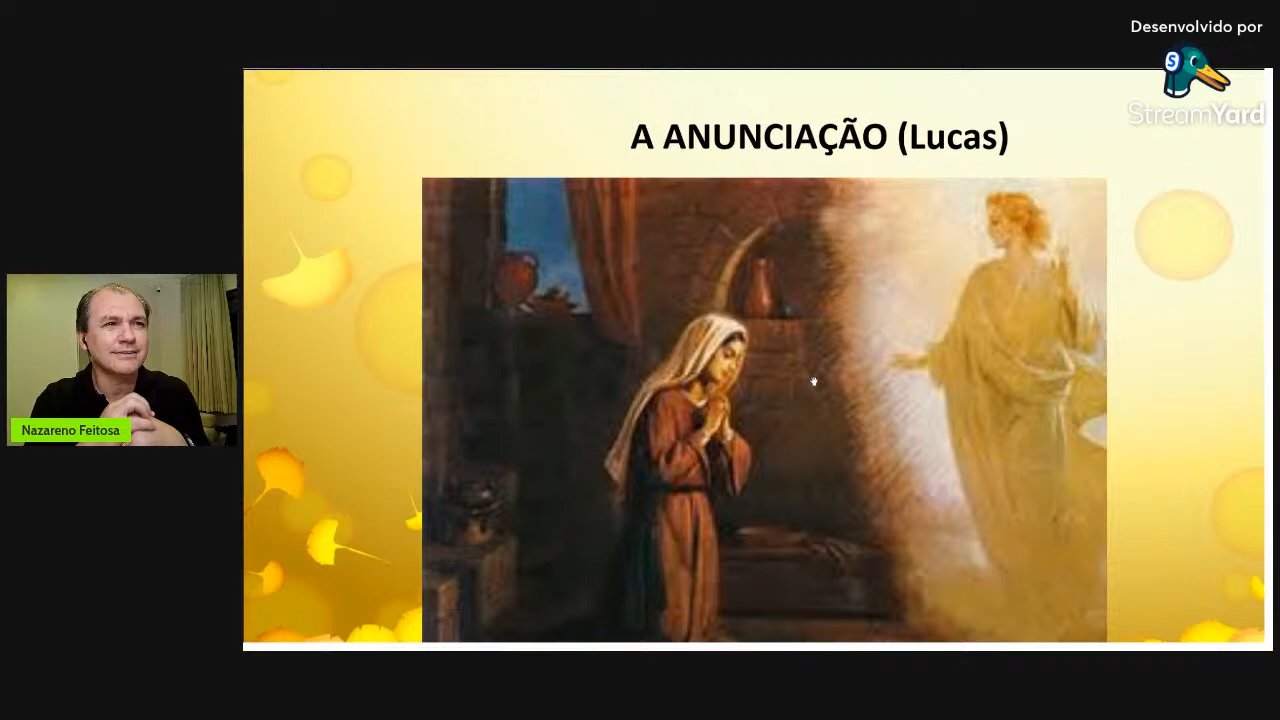 Desenvolvido por
StreamYard
A ANUNCIAÇÃO (Lucas)
Nazareno Feitosa